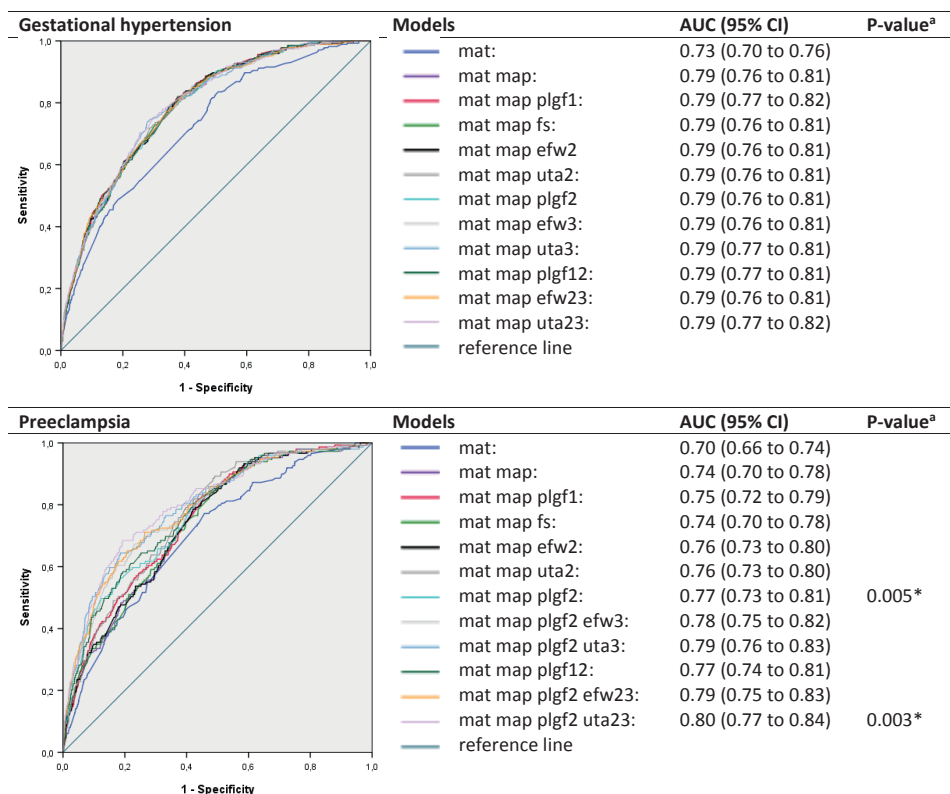 Gestational hypertension Models AUC (95% CI) P-valueᵃ
mat: 0.73 (0.70 to 0.76)
mat map: 0.79 (0.76 to 0.81)
mat map plgf1: 0.79 (0.77 to 0.82)
mat map fs: 0.79 (0.76 to 0.81)
mat map efw2 0.79 (0.76 to 0.81)
mat map uta2: 0.79 (0.76 to 0.81)
mat map plgf2 0.79 (0.76 to 0.81)
mat map efw3: 0.79 (0.76 to 0.81)
mat map uta3: 0.79 (0.77 to 0.81)
mat map plgf12: 0.79 (0.77 to 0.81)
mat map efw23: 0.79 (0.76 to 0.81)
mat map uta23: 0.79 (0.77 to 0.82)
reference line
Sensitivity
1,0
0,8
0,6
0,4
0,2
0,0
0,0 0,2 0,4 0,6 0,8 1,0
1 - Specificity
Preeclampsia Models AUC (95% CI) P-valueᵃ
mat: 0.70 (0.66 to 0.74)
mat map: 0.74 (0.70 to 0.78)
mat map plgf1: 0.75 (0.72 to 0.79)
mat map fs: 0.74 (0.70 to 0.78)
mat map efw2: 0.76 (0.73 to 0.80)
mat map uta2: 0.76 (0.73 to 0.80)
mat map plgf2: 0.77 (0.73 to 0.81) 0.005*
mat map plgf2 efw3: 0.78 (0.75 to 0.82)
mat map plgf2 uta3: 0.79 (0.76 to 0.83)
mat map plgf12: 0.77 (0.74 to 0.81)
mat map plgf2 efw23: 0.79 (0.75 to 0.83)
mat map plgf2 uta23: 0.80 (0.77 to 0.84) 0.003*
reference line
Sensitivity
1,0
0,8
0,6
0,4
0,2
0,0
0,0 0,2 0,4 0,6 0,8 1,0
1 - Specificity